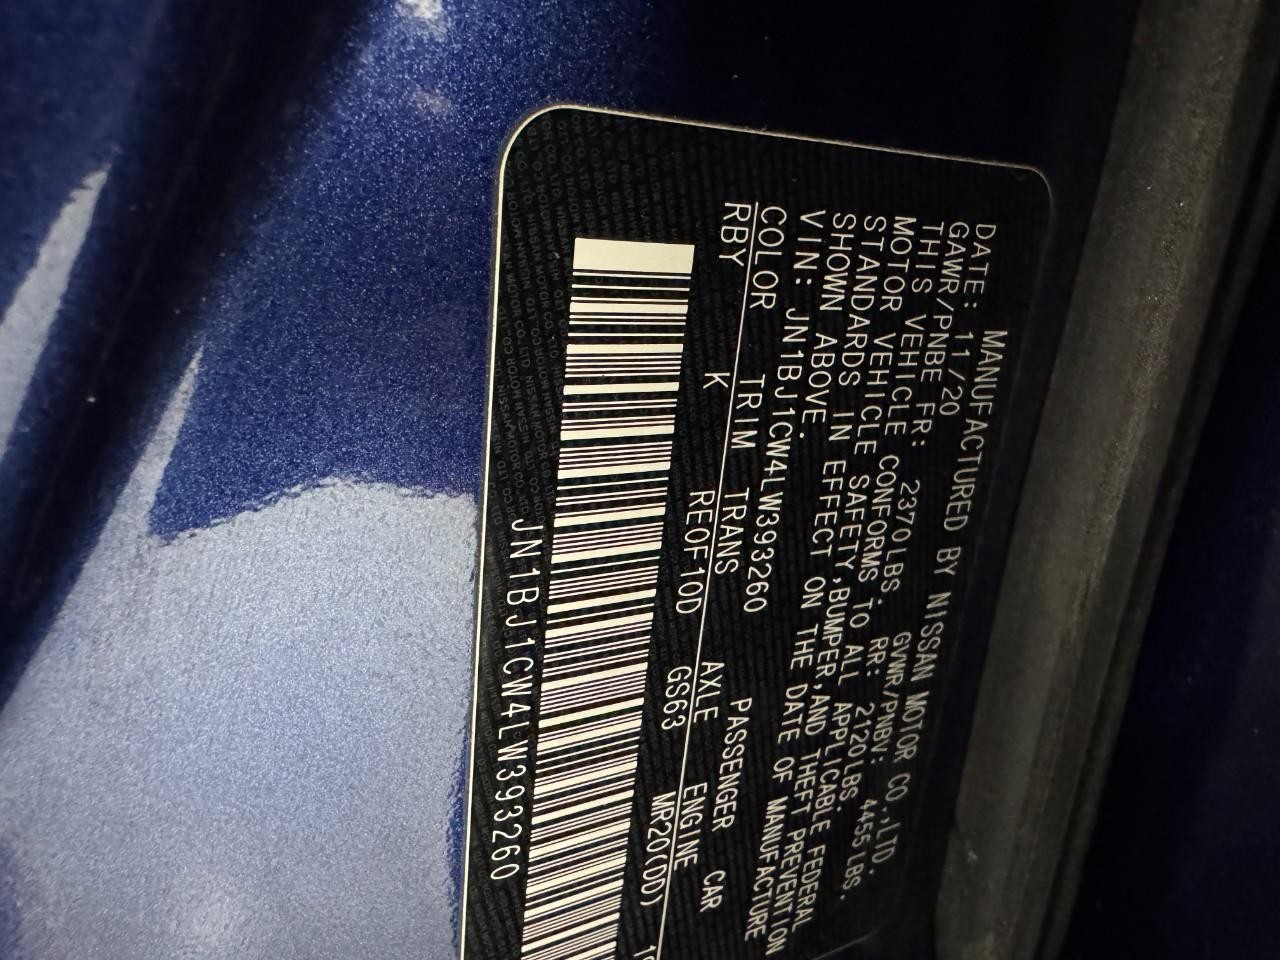 MANUFACTURED BY NISSAN MOTOR CO.,LTD.
DATE: 11/20 GVWR/PNBV: 4455LBS.
GAWR/PNBE FR: 2370LBS. RR: 2120LBS.
THIS VEHICLE CONFORMS TO ALL APPLICABLE FEDERAL
MOTOR VEHICLE SAFETY,BUMPER,AND THEFT PREVENTION
STANDARDS IN EFFECT ON THE DATE OF MANUFACTURE
SHOWN ABOVE.
VIN: JN1BJ1CW4LW393260 PASSENGER CAR
COLOR TRIM TRANS AXLE ENGINE
RBY K REOF10D GS63 MR20(DD)
JN1BJ1CW4LW393260